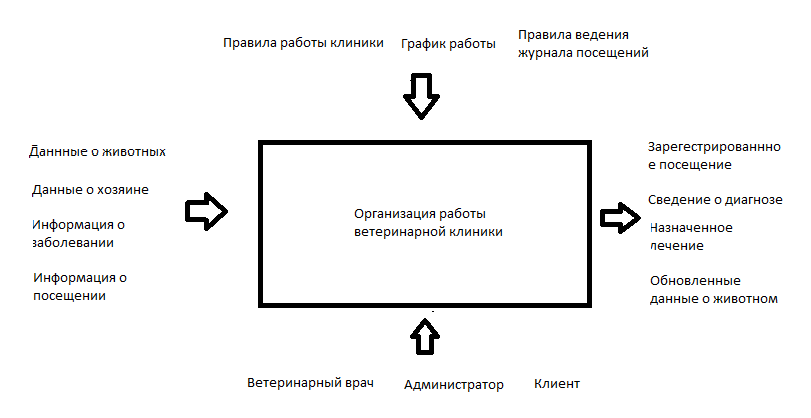 Правила работы клиники
График работы
Правила ведения
журнала посещений
Даннные о животных
Данные о хозяине
Информация о
заболевании
Информация о
посещении
Организация работы
ветеринарной клиники
Зарегестрированнно
е посещение
Сведение о диагнозе
Назначенное
лечение
Обновленные
данные о животном
Ветеринарный врач
Администратор
Клиент